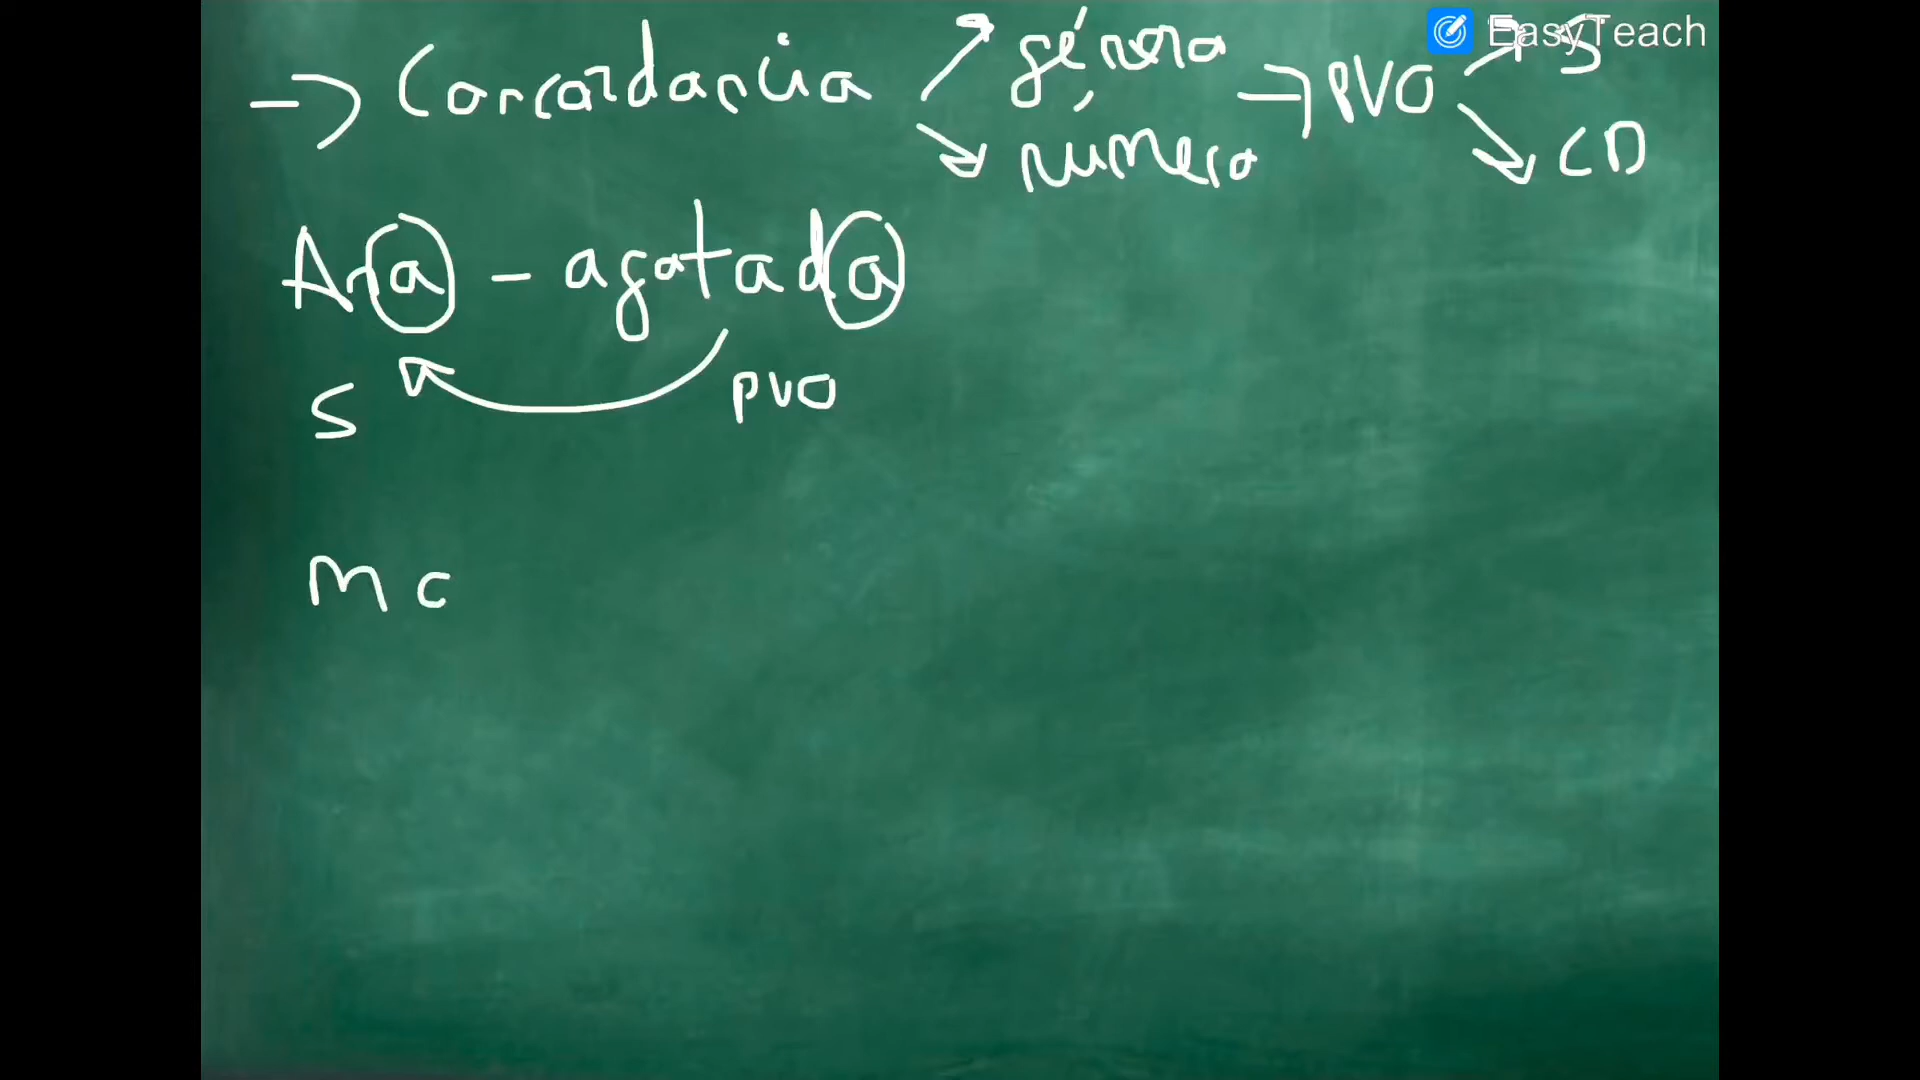 → Concordancia ↗ género → PVO ↗ S
↘ número ↘ CD
EasyTeach
Ana - agotada
S PVO
Mc